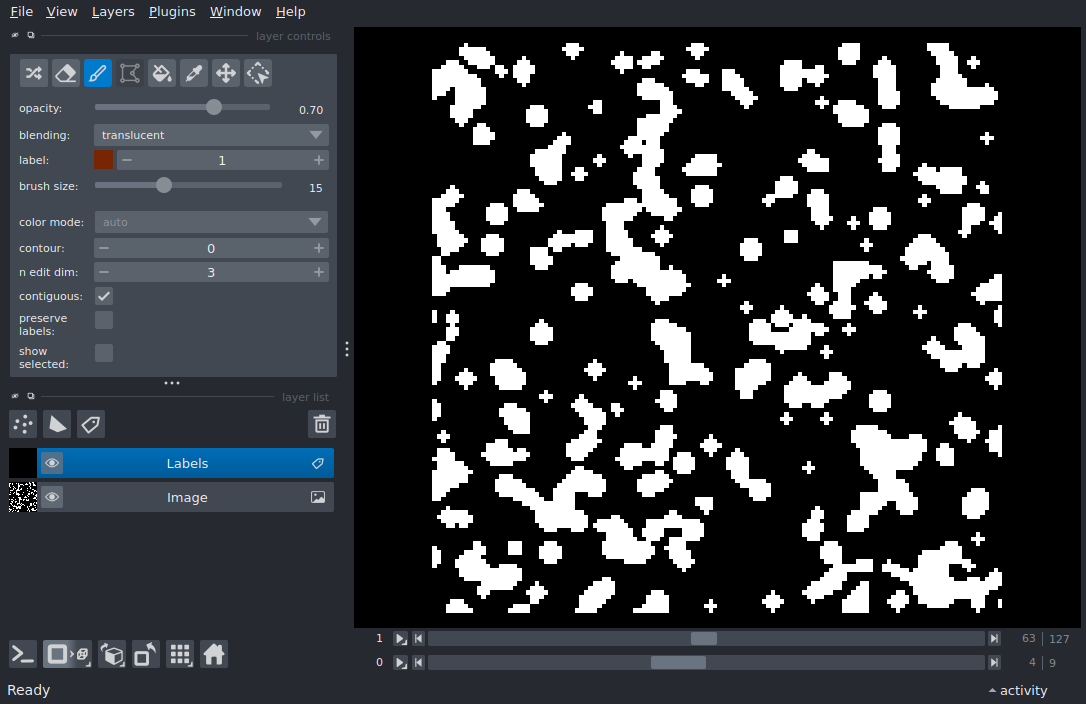 File View Layers Plugins Window Help
layer controls
opacity: 0.70
blending: translucent
label: 1
brush size: 15
color mode: auto
contour: 0
n edit dim: 3
contiguous:
preserve
labels:
show
selected:
layer list
Labels
Image
1 63 127
0 4 9
Ready activity